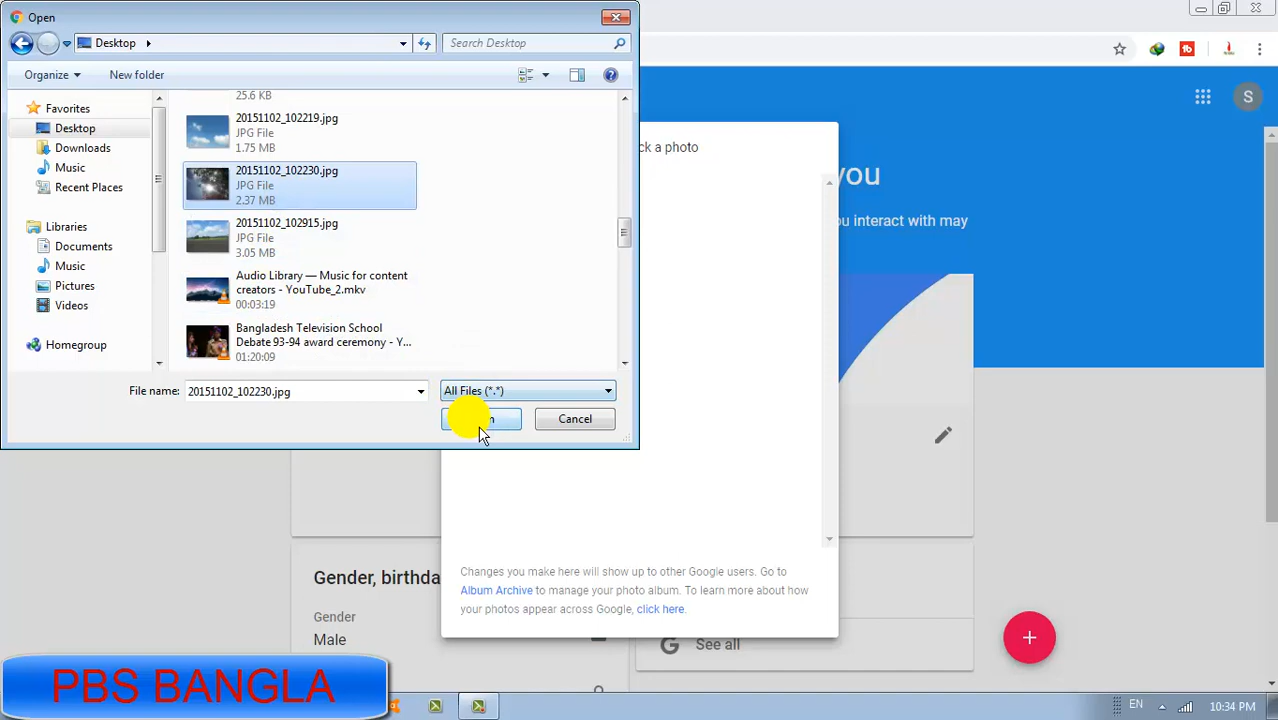 Open
Desktop
Search Desktop
Organize
New folder
Favorites
Desktop
Downloads
Music
Recent Places
Libraries
Documents
Music
Pictures
Videos
Homegroup
25.6 KB
20151102_102219.jpg
JPG File
1.75 MB
20151102_102230.jpg
JPG File
2.37 MB
20151102_102915.jpg
JPG File
3.05 MB
Audio Library — Music for content
creators - YouTube_2.mkv
00:03:19
Bangladesh Television School
Debate 93-94 award ceremony - Y...
01:20:09
File name:
20151102_102230.jpg
All Files (*.*)
Cancel
S
ck a photo
you
u interact with may
Changes you make here will show up to other Google users. Go to
Album Archive to manage your photo album. To learn more about how
your photos appear across Google, click here.
Gender, birthda
Gender
Male
G
See all
PBS BANGLA
EN
10:34 PM